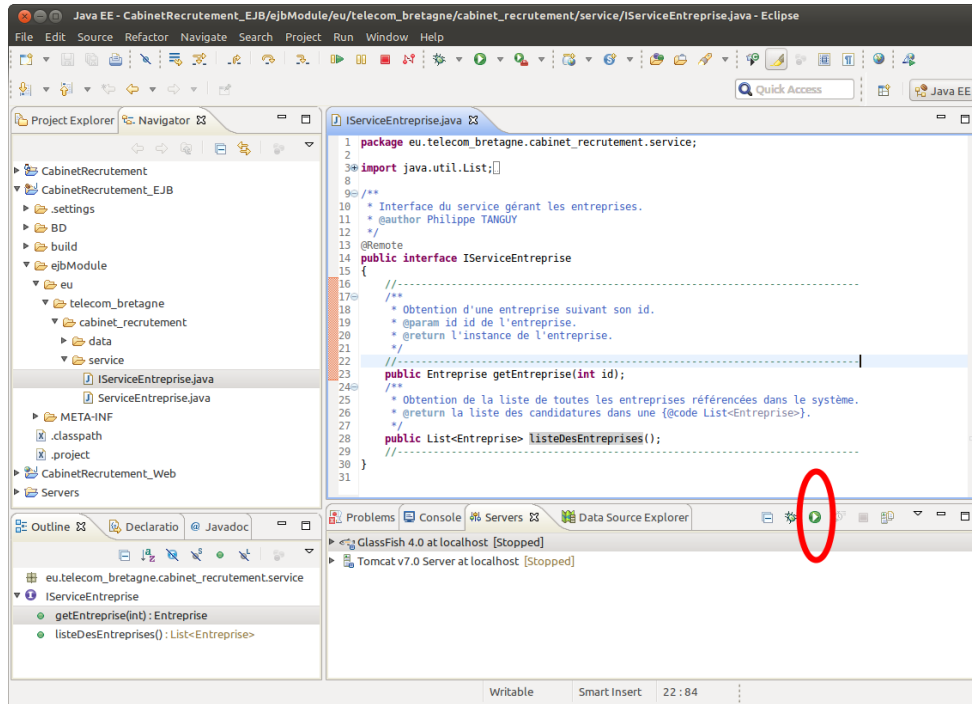 Java EE - CabinetRecrutement_EJB/ejbModule/eu/telecom_bretagne/cabinet_recrutement/service/IServiceEntreprise.java - Eclipse
File Edit Source Refactor Navigate Search Project Run Window Help
Quick Access
Java EE
Project Explorer
Navigator
CabinetRecrutement
CabinetRecrutement_EJB
.settings
BD
build
ejbModule
eu
telecom_bretagne
cabinet_recrutement
data
service
IServiceEntreprise.java
ServiceEntreprise.java
META-INF
.classpath
.project
CabinetRecrutement_Web
Servers
IServiceEntreprise.java
1 package eu.telecom_bretagne.cabinet_recrutement.service;
2
3 import java.util.List;
8
9 /**
10 * Interface du service gérant les entreprises.
11 * @author Philippe TANGUY
12 */
13 @Remote
14 public interface IServiceEntreprise
15 {
16 //-----------------------------------------------------------------------------
17 /**
18 * Obtention d'une entreprise suivant son id.
19 * @param id id de l'entreprise.
20 * @return l'instance de l'entreprise.
21 */
22 //-----------------------------------------------------------------------------
23 public Entreprise getEntreprise(int id);
24 /**
25 * Obtention de la liste de toutes les entreprises référencées dans le système.
26 * @return la liste des candidatures dans une {@code List<Entreprise>}.
27 */
28 public List<Entreprise> listeDesEntreprises();
29 //-----------------------------------------------------------------------------
30 }
31
Outline
Declaratio
@ Javadoc
eu.telecom_bretagne.cabinet_recrutement.service
IServiceEntreprise
getEntreprise(int) : Entreprise
listeDesEntreprises() : List<Entreprise>
Problems
Console
Servers
Data Source Explorer
GlassFish 4.0 at localhost [Stopped]
Tomcat v7.0 Server at localhost [Stopped]
Writable
Smart Insert
22 : 84